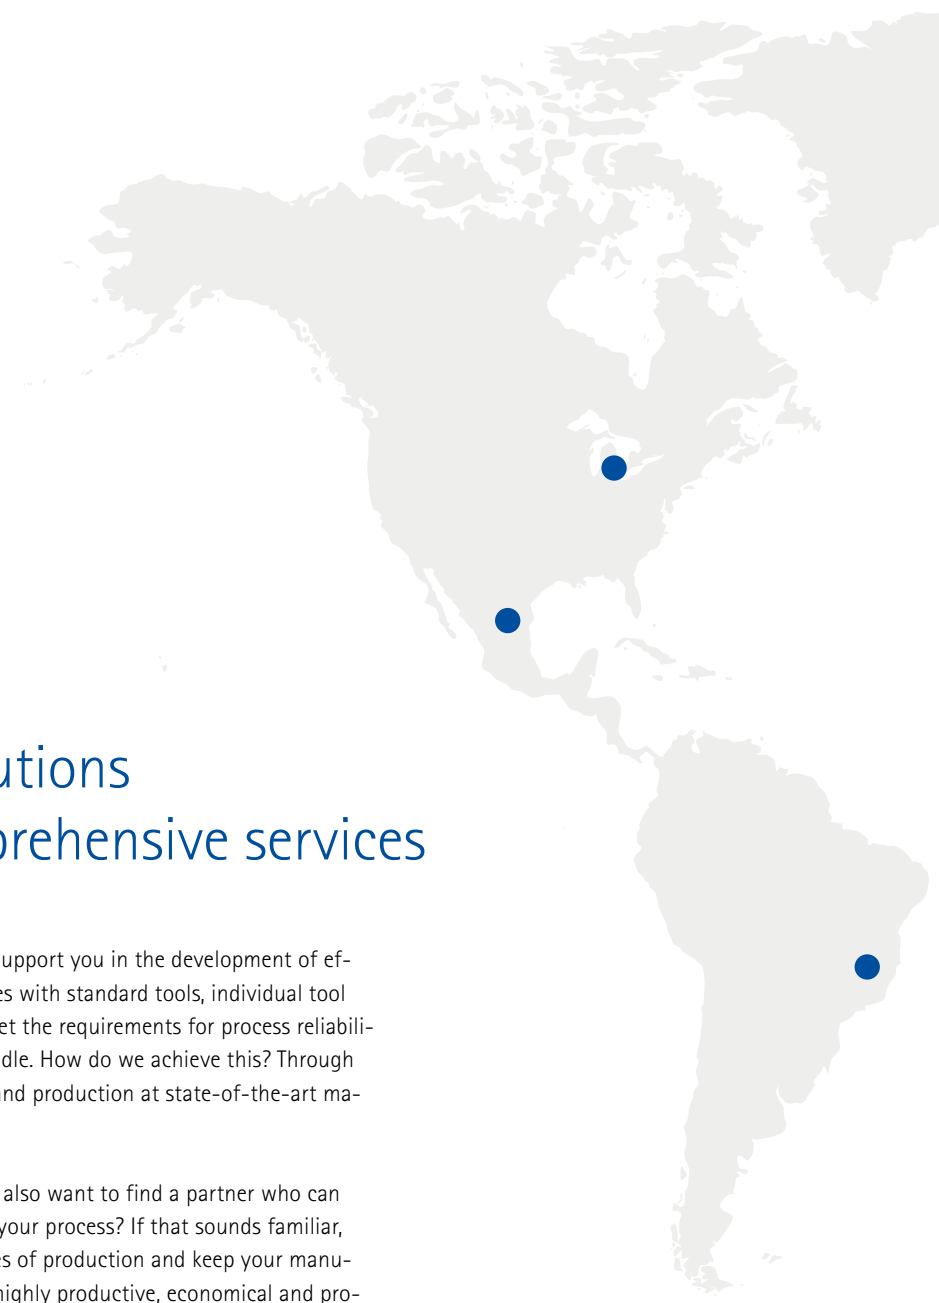 utions
prehensive services
upport you in the development of ef-
es with standard tools, individual tool
et the requirements for process reliabili-
dle. How do we achieve this? Through
nd production at state-of-the-art ma-
also want to find a partner who can
your process? If that sounds familiar,
es of production and keep your manu-
highly productive, economical and pro-